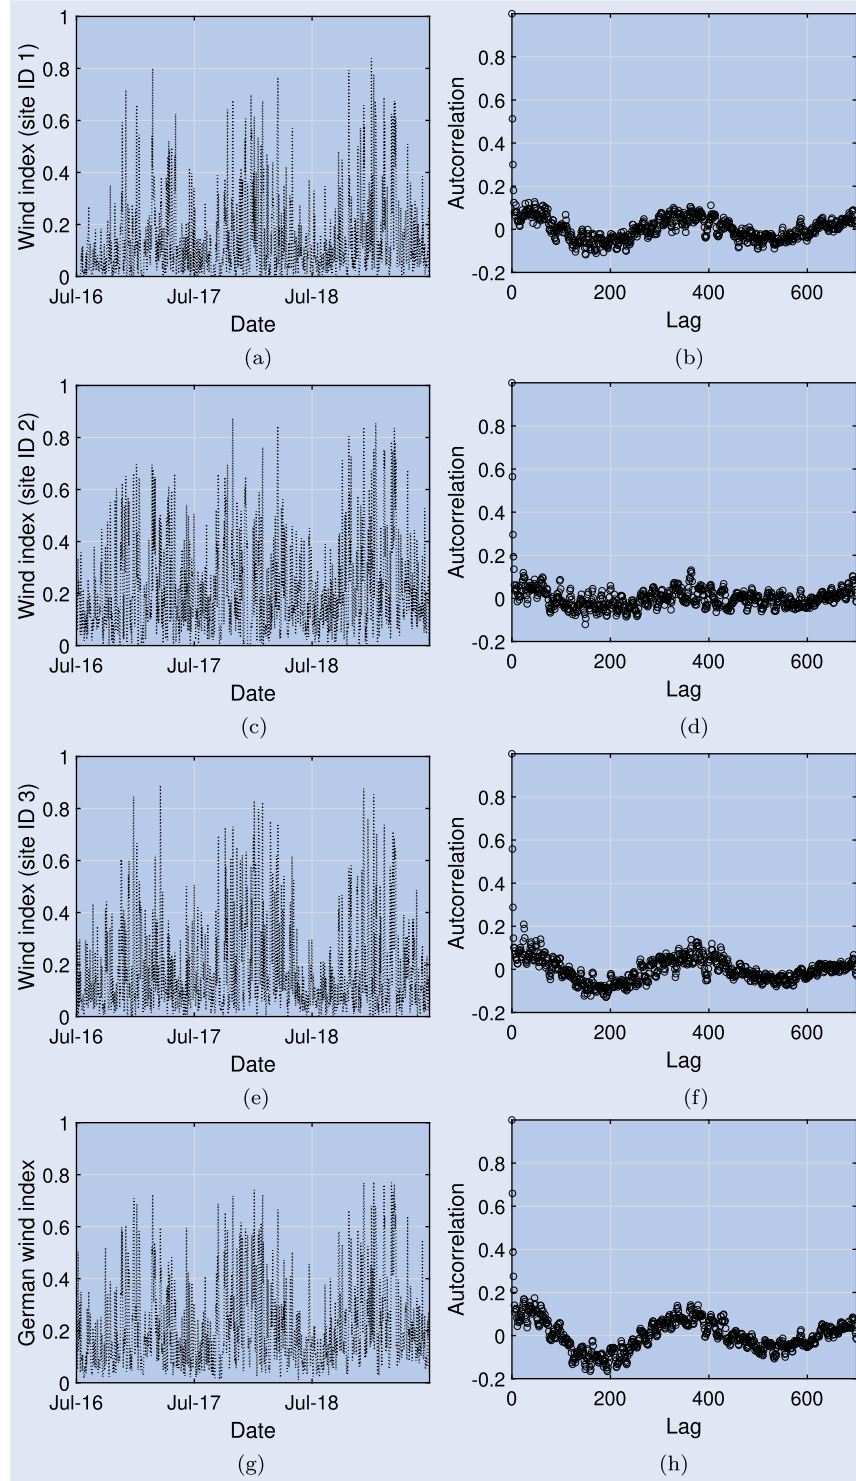 1
0.8
0.6
0.4
0.2
0
Wind index (site ID 1)
Jul-16 Jul-17 Jul-18
Date
(a)
0.8
0.6
0.4
0.2
0
-0.2
Autcorrelation
0 200 400 600
Lag
(b)
1
0.8
0.6
0.4
0.2
0
Wind index (site ID 2)
Jul-16 Jul-17 Jul-18
Date
(c)
0.8
0.6
0.4
0.2
0
-0.2
Autcorrelation
0 200 400 600
Lag
(d)
1
0.8
0.6
0.4
0.2
0
Wind index (site ID 3)
Jul-16 Jul-17 Jul-18
Date
(e)
0.8
0.6
0.4
0.2
0
-0.2
Autcorrelation
0 200 400 600
Lag
(f)
1
0.8
0.6
0.4
0.2
0
German wind index
Jul-16 Jul-17 Jul-18
Date
(g)
0.8
0.6
0.4
0.2
0
-0.2
Autcorrelation
0 200 400 600
Lag
(h)